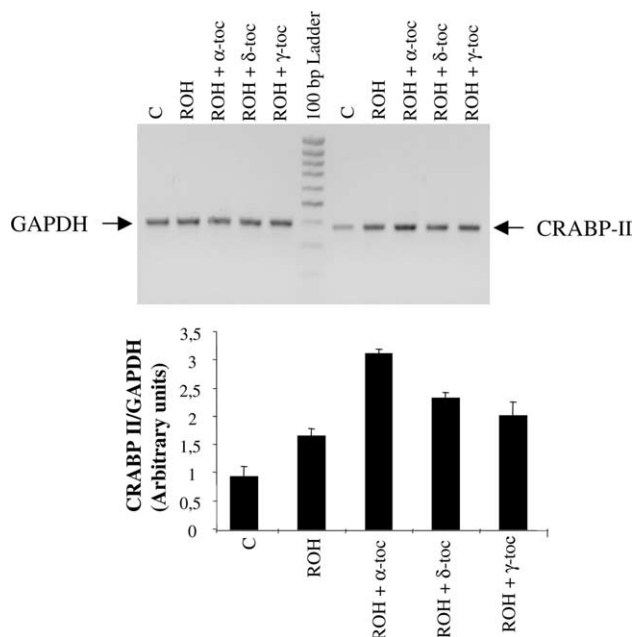 C
ROH
ROH + α-toc
ROH + δ-toc
ROH + γ-toc
100 bp Ladder
C
ROH
ROH + α-toc
ROH + δ-toc
ROH + γ-toc
GAPDH
CRABP-II
CRABP II/GAPDH
(Arbitrary units)
3,5
3
2,5
2
1,5
1
0,5
0
C
ROH
ROH + α-toc
ROH + δ-toc
ROH + γ-toc